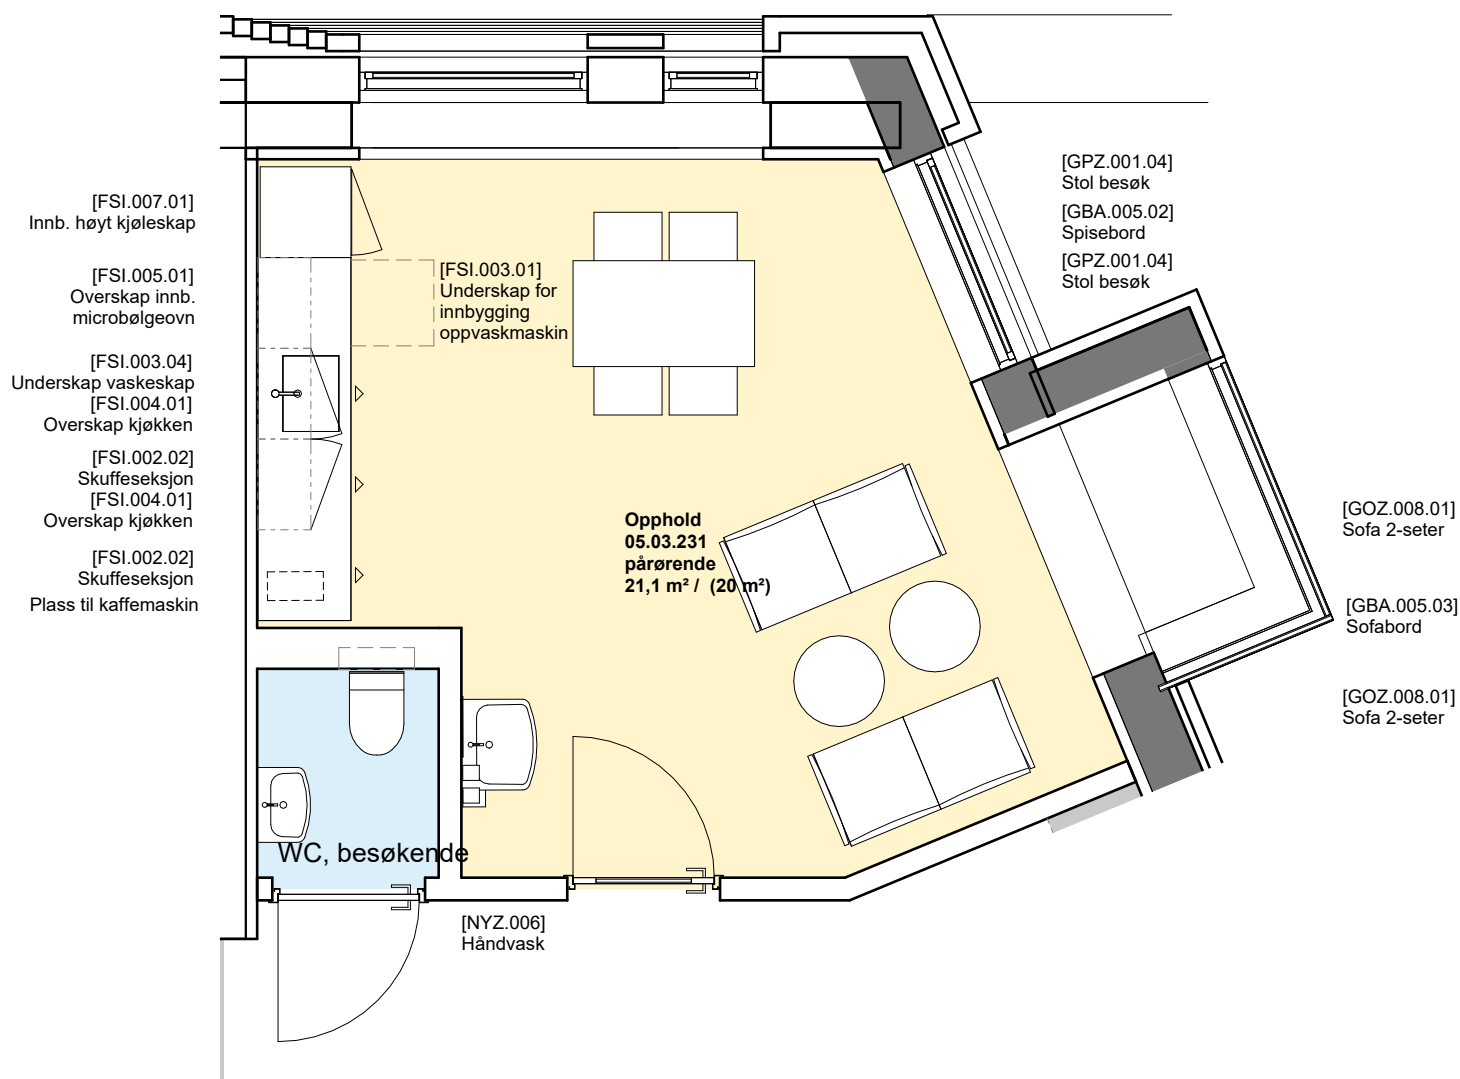 [FSI.007.01]
Innb. høyt kjøleskap
[FSI.005.01]
Overskap innb.
microbølgeovn
[FSI.003.04]
Underskap vaskeskap
[FSI.004.01]
Overskap kjøkken
[FSI.002.02]
Skuffeseksjon
[FSI.004.01]
Overskap kjøkken
[FSI.002.02]
Skuffeseksjon
Plass til kaffemaskin
[FSI.003.01]
Underskap for
innbygging
oppvaskmaskin
Opphold
05.03.231
pårørende
21,1 m² / (20 m²)
WC, besøkende
[NYZ.006]
Håndvask
[GPZ.001.04]
Stol besøk
[GBA.005.02]
Spisebord
[GPZ.001.04]
Stol besøk
[GOZ.008.01]
Sofa 2-seter
[GBA.005.03]
Sofabord
[GOZ.008.01]
Sofa 2-seter